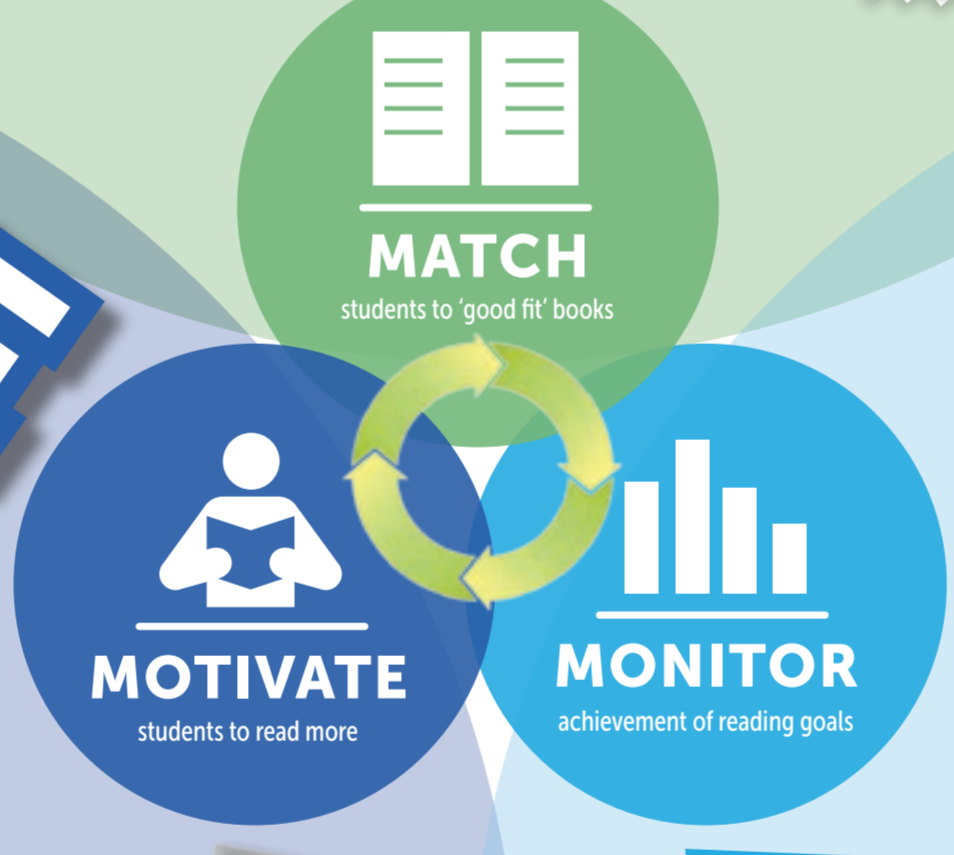 MATCH
students to ‘good fit’ books
MOTIVATE
students to read more
MONITOR
achievement of reading goals